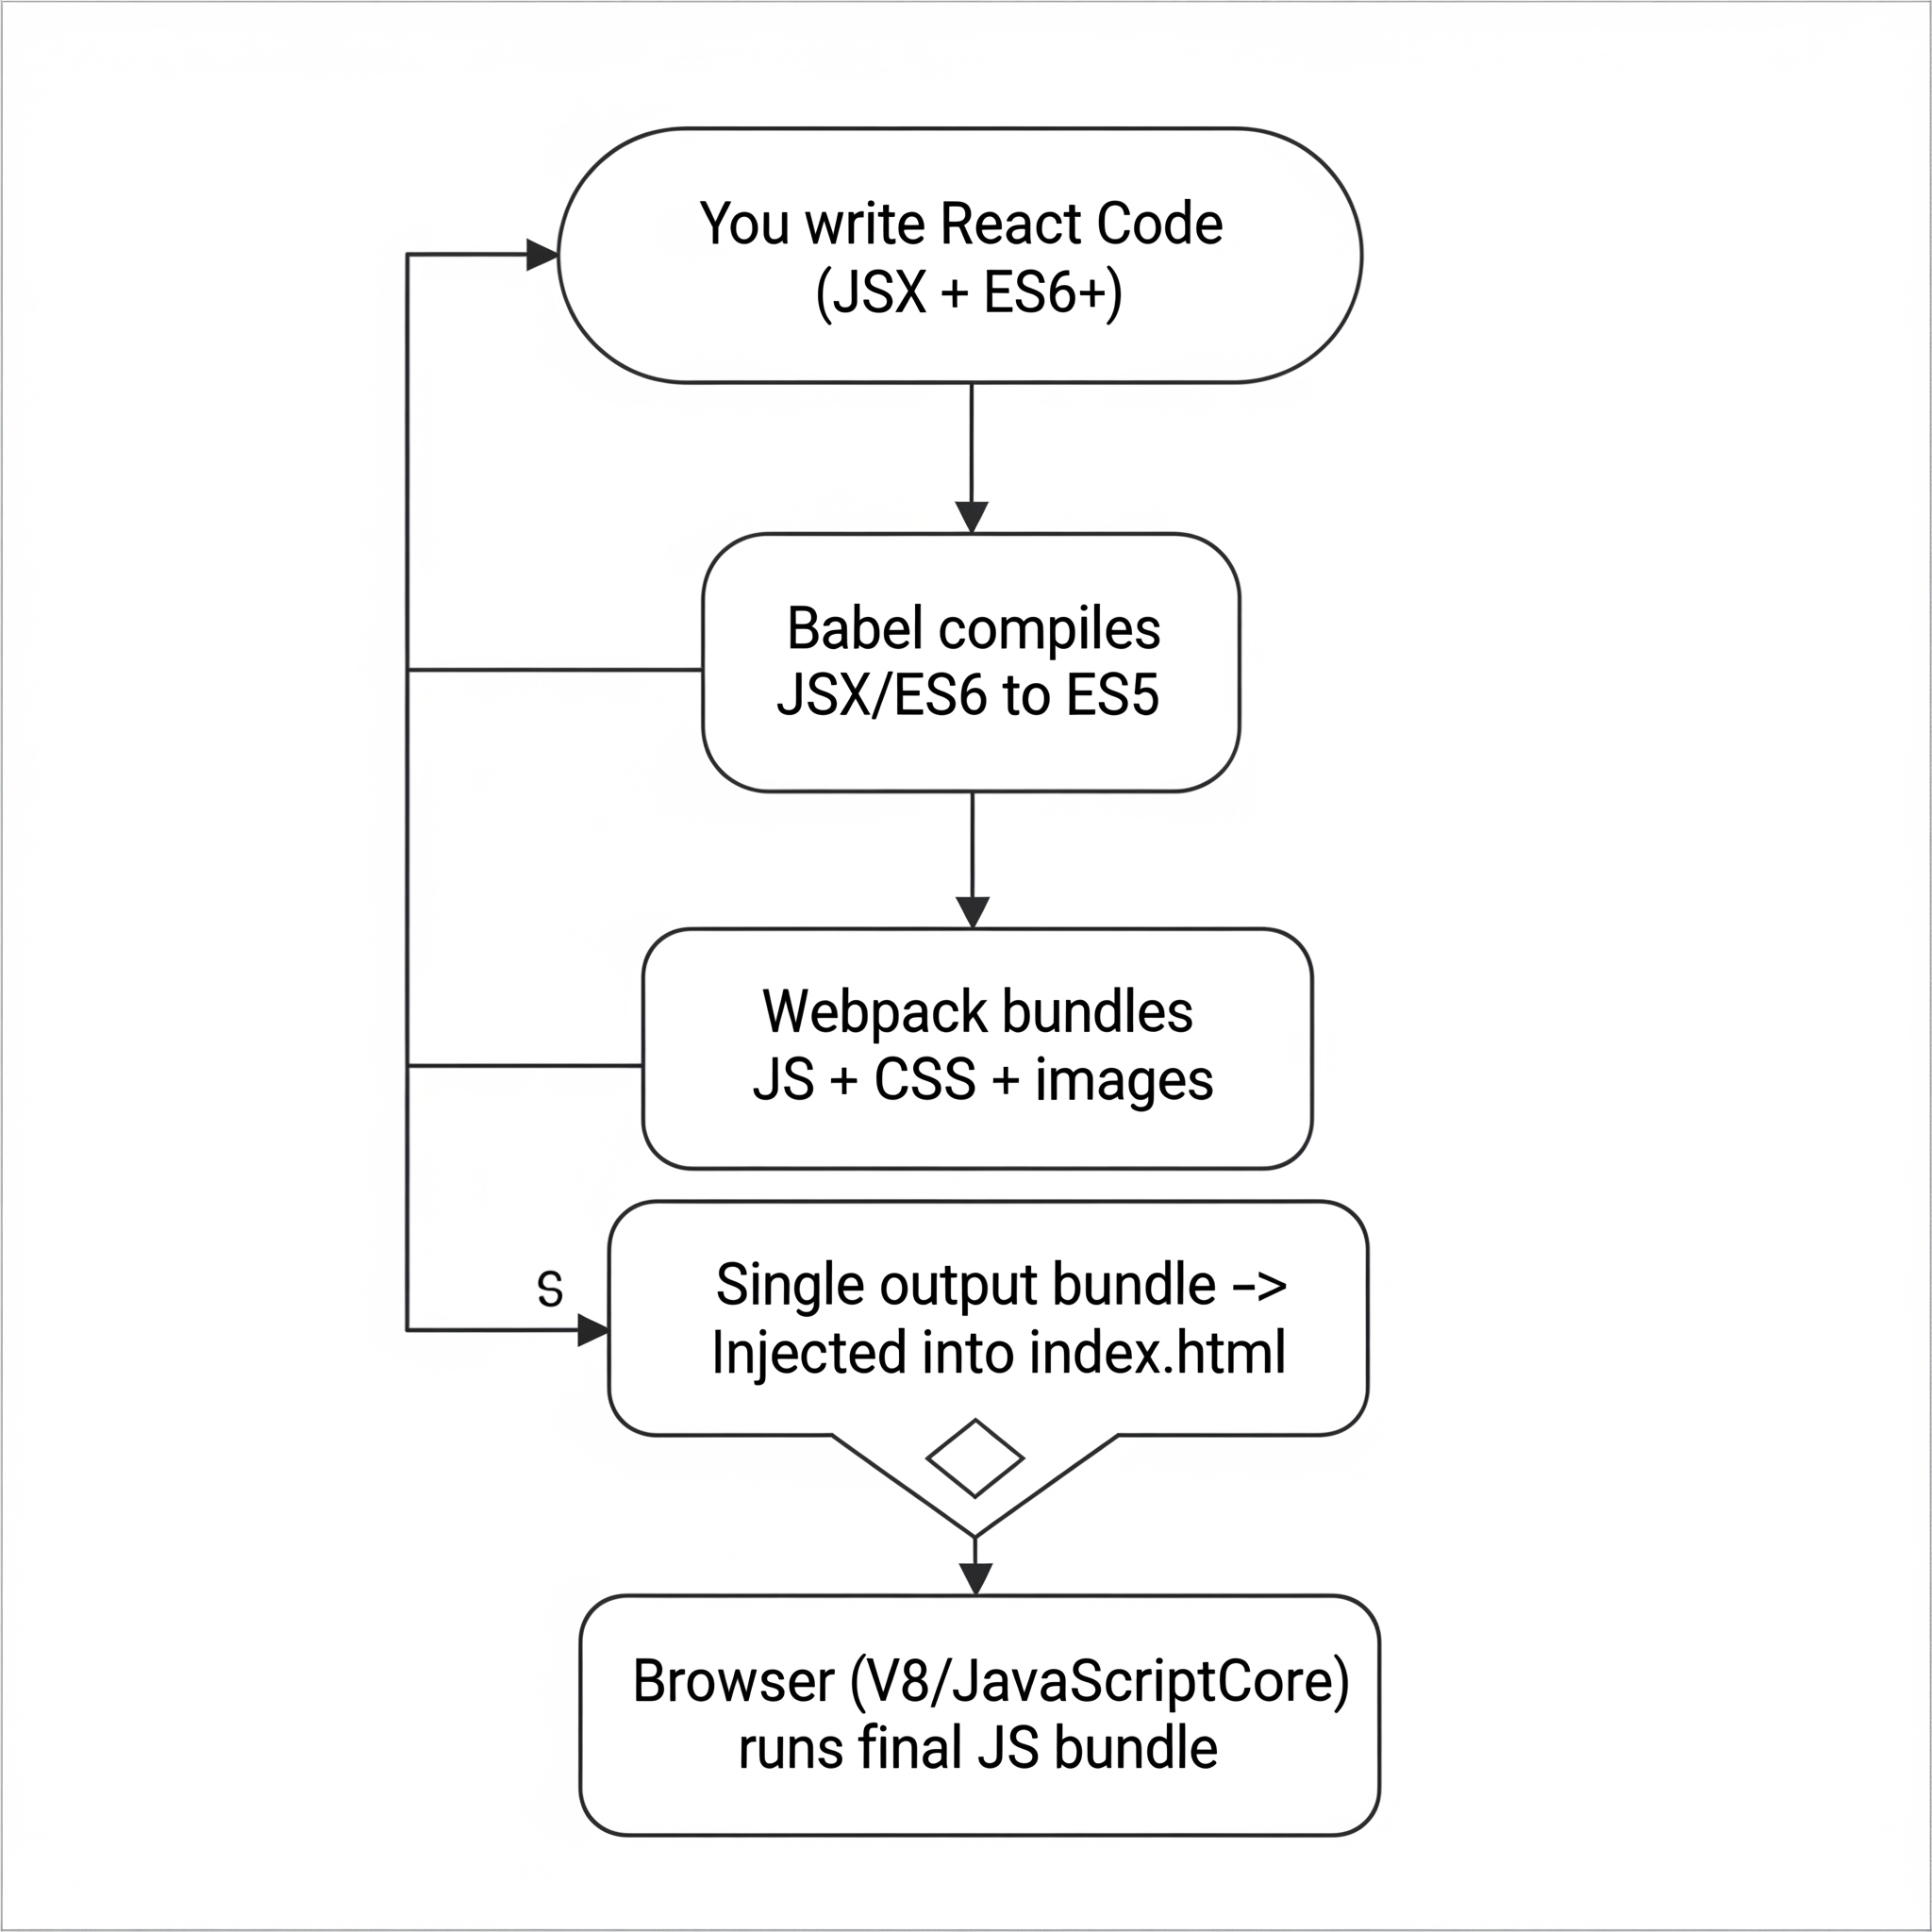 You write React Code
(JSX + ES6+)
Babel compiles
JSX/ES6 to ES5
Webpack bundles
JS + CSS + images
S
Single output bundle ->
Injected into index.html
Browser (V8/JavaScriptCore)
runs final JS bundle